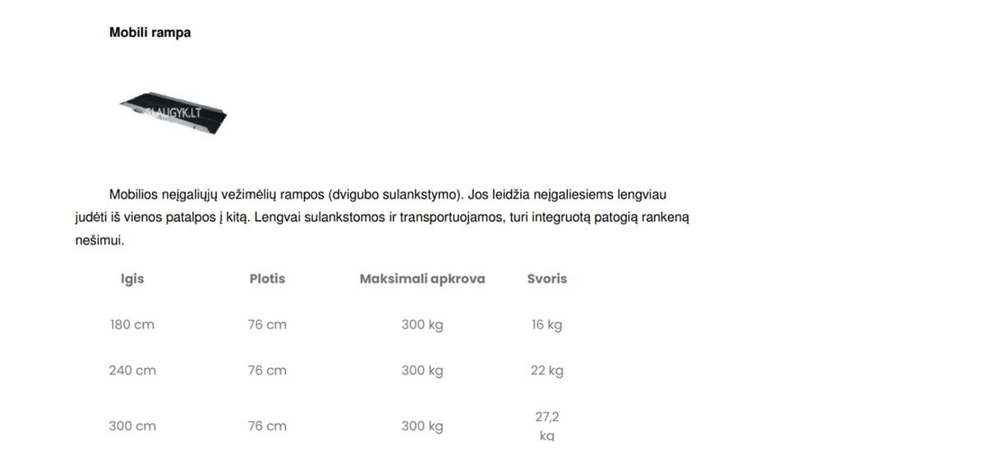 Mobili rampa
SLAUGYK.LT
Mobilios neįgaliųjų vežimėlių rampos (dvigubo sulankstymo). Jos leidžia neįgaliesiems lengviau
judėti iš vienos patalpos į kitą. Lengvai sulankstomos ir transportuojamos, turi integruotą patogią rankeną
nešimui.
Igis Plotis Maksimali apkrova Svoris
180 cm 76 cm 300 kg 16 kg
240 cm 76 cm 300 kg 22 kg
300 cm 76 cm 300 kg 27,2
kg